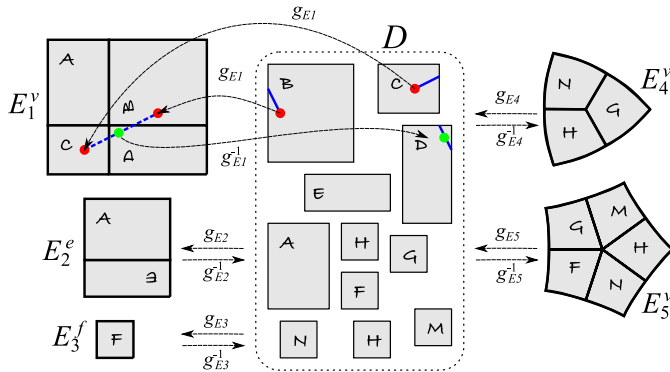 g_{E1}
D
A
B
C
g_{E1}
N
G
H
E_4^v
E_1^v
B
g_{E4}
g_{E4}^{-1}
C
D
g_{E1}^{-1}
D
E
A
E
E_2^e
g_{E2}
g_{E2}^{-1}
A
H
G
F
g_{E5}
g_{E5}^{-1}
G
M
H
F
N
E_5^v
E_3^f
F
g_{E3}
g_{E3}^{-1}
N
H
M